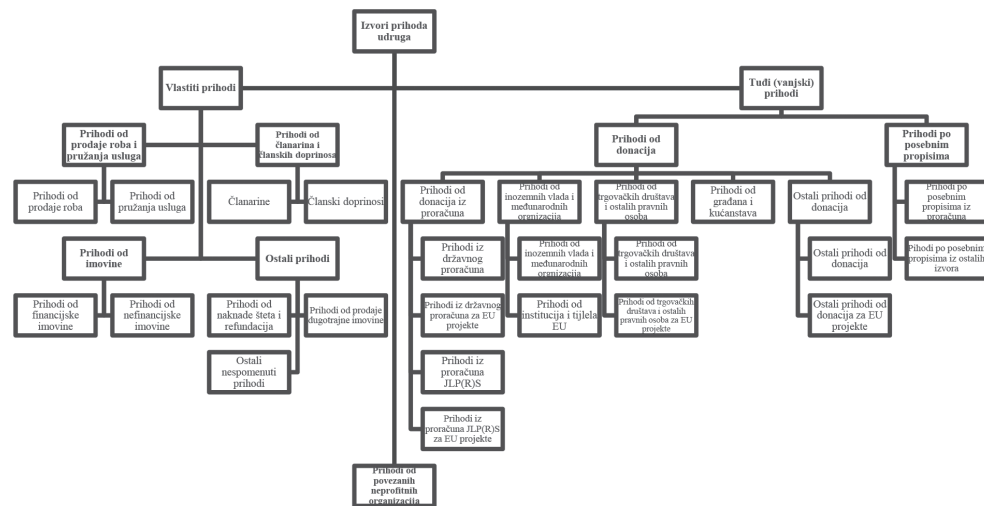 Izvori prihoda
udruga
Vlastiti prihodi
Tuđi (vanjski)
prihodi
Prihodi od
prodaje roba i
pružanja usluga
Prihodi od
članarina i
članskih doprinosa
Prihodi od
donacija
Prihodi po
posebnim
propisima
Prihodi od
prodaje roba
Prihodi od
pružanja usluga
Članarine
Članski doprinosi
Prihodi od
donacija iz
proračuna
Prihodi od
inozemnih vlada i
međunarodnih
orgnizacija
Prihodi od
trgovačkih društava
i ostalih pravnih
osoba
Prihodi od
građana i
kućanstava
Ostali prihodi od
donacija
Prihodi po
posebnim
propisima iz
proračuna
Prihodi od
imovine
Ostali prihodi
Prihodi iz
državnog
proračuna
Prihodi od
inozemnih vlada i
međunarodnih
orgnizacija
Prihodi od
trgovačkih društava
i ostalih pravnih
osoba
Ostali prihodi od
donacija
Prihodi po posebnim
propisima iz ostalih
izvora
Prihodi od
financijske
imovine
Prihodi od
nefinancijske
imovine
Prihodi od
naknade šteta i
refundacija
Prihodi od prodaje
dugotrajne imovine
Prihodi iz državnog
proračuna za EU
projekte
Prihodi od
institucija i tijlela
EU
Prihodi od trgovačkih
društava i ostalih
pravnih osoba za EU
projekte
Ostali prihodi od
donacija za EU
projekte
Ostali
nespomenuti
prihodi
Prihodi iz
proračuna
JLP(R)S
Prihodi iz
proračuna JLP(R)S
za EU projekte
Prihodi od
povezanih
neprofitnih
organizacija